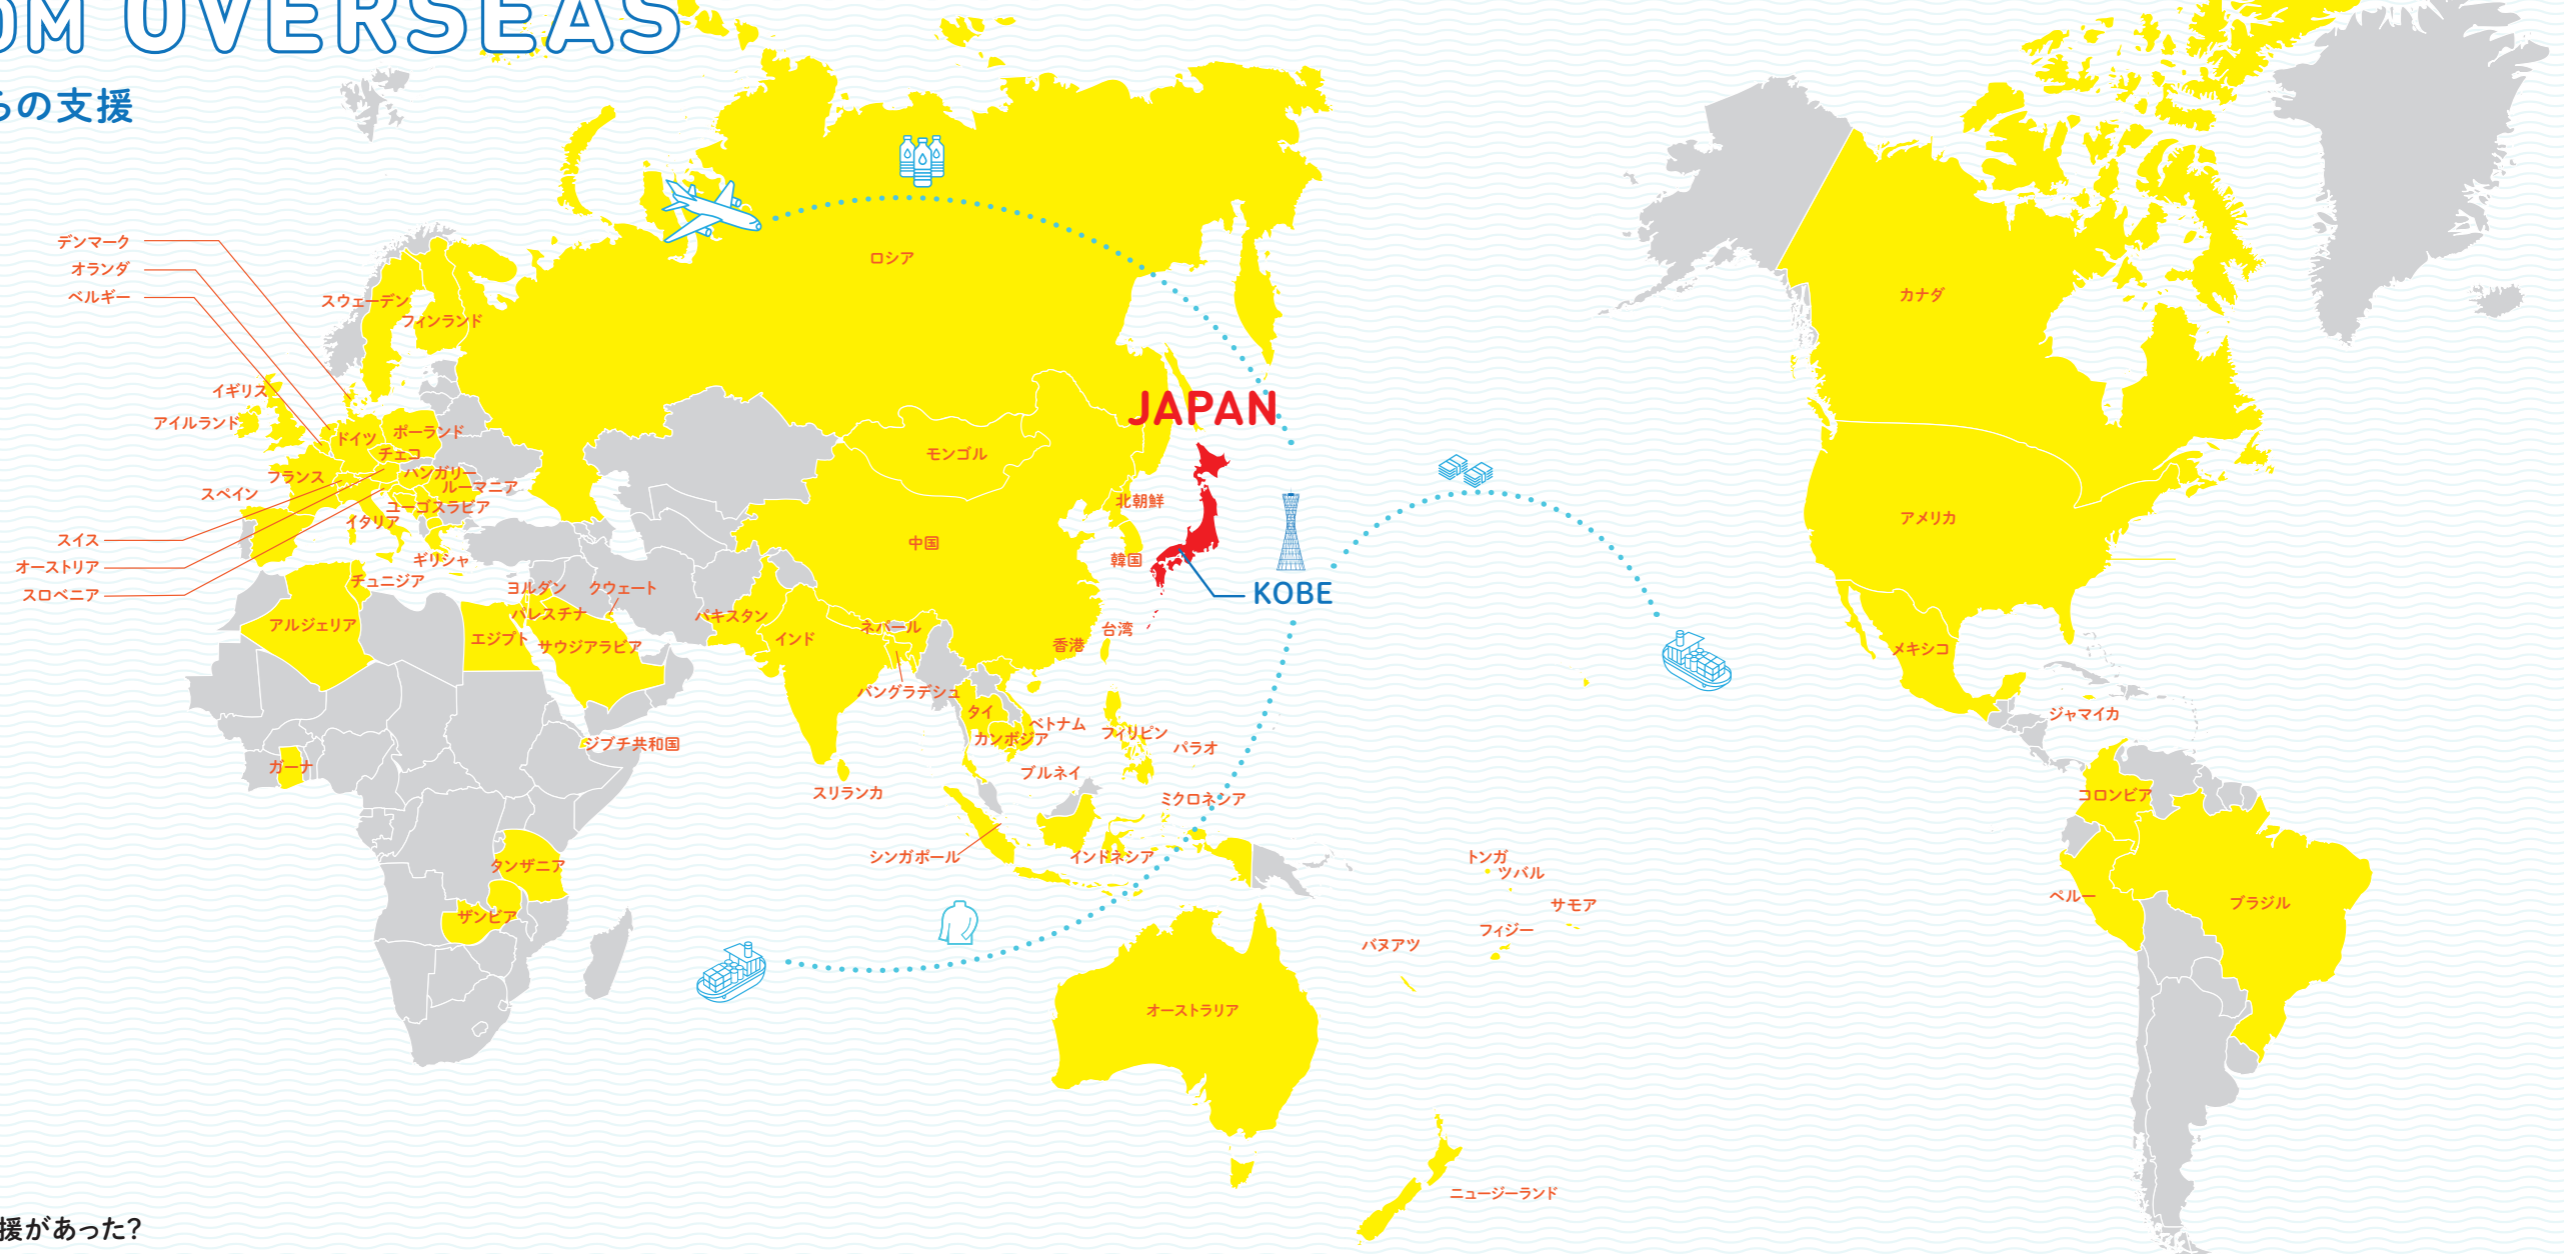 OM OVERSEAS
らの支援
デンマーク
オランダ
ベルギー
スウェーデン
フィンランド
イギリス
アイルランド
ドイツ
ポーランド
チェコ
フランス
ハンガリー
ルーマニア
スペイン
ユーゴスラビア
イタリア
スイス
オーストリア
スロベニア
ギリシャ
チュニジア
ヨルダン
クウェート
パレスチナ
アルジェリア
エジプト
サウジアラビア
ジブチ共和国
ガーナ
タンザニア
ザンビア
ロシア
モンゴル
中国
北朝鮮
韓国
JAPAN
KOBE
パキスタン
インド
ネパール
香港
台湾
バングラデシュ
タイ
ベトナム
カンボジア
フィリピン
パラオ
ブルネイ
スリランカ
ミクロネシア
シンガポール
インドネシア
トンガ
ツバル
サモア
フィジー
バヌアツ
オーストラリア
ニュージーランド
カナダ
アメリカ
メキシコ
ジャマイカ
コロンビア
ペルー
ブラジル
援があった?